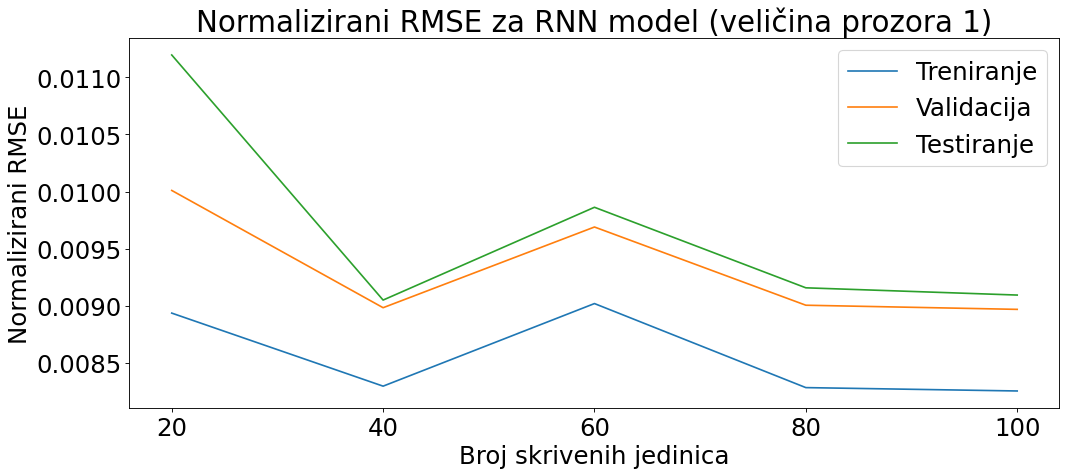 Normalizirani RMSE za RNN model (veličina prozora 1)
Normalizirani RMSE
0.0110
0.0105
0.0100
0.0095
0.0090
0.0085
Treniranje
Validacija
Testiranje
20 40 60 80 100
Broj skrivenih jedinica